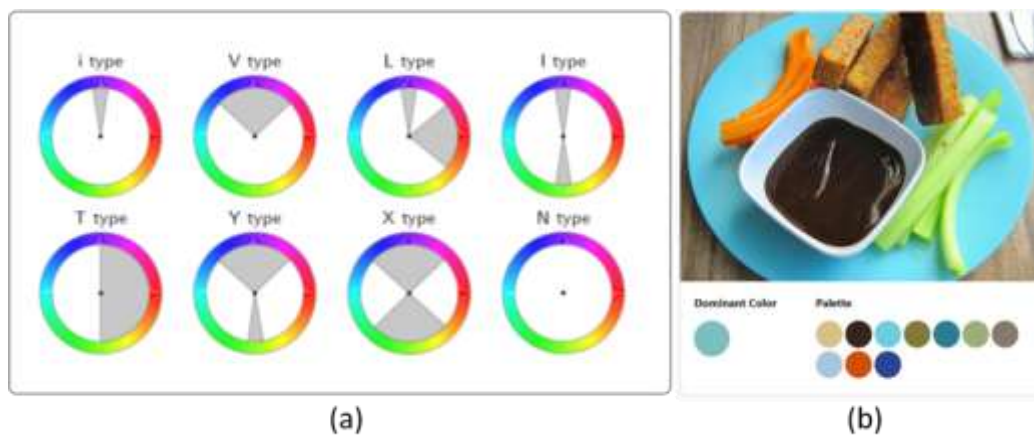 i type
V type
L type
I type
T type
Y type
X type
N type
Dominant Color
Palette
(a)
(b)